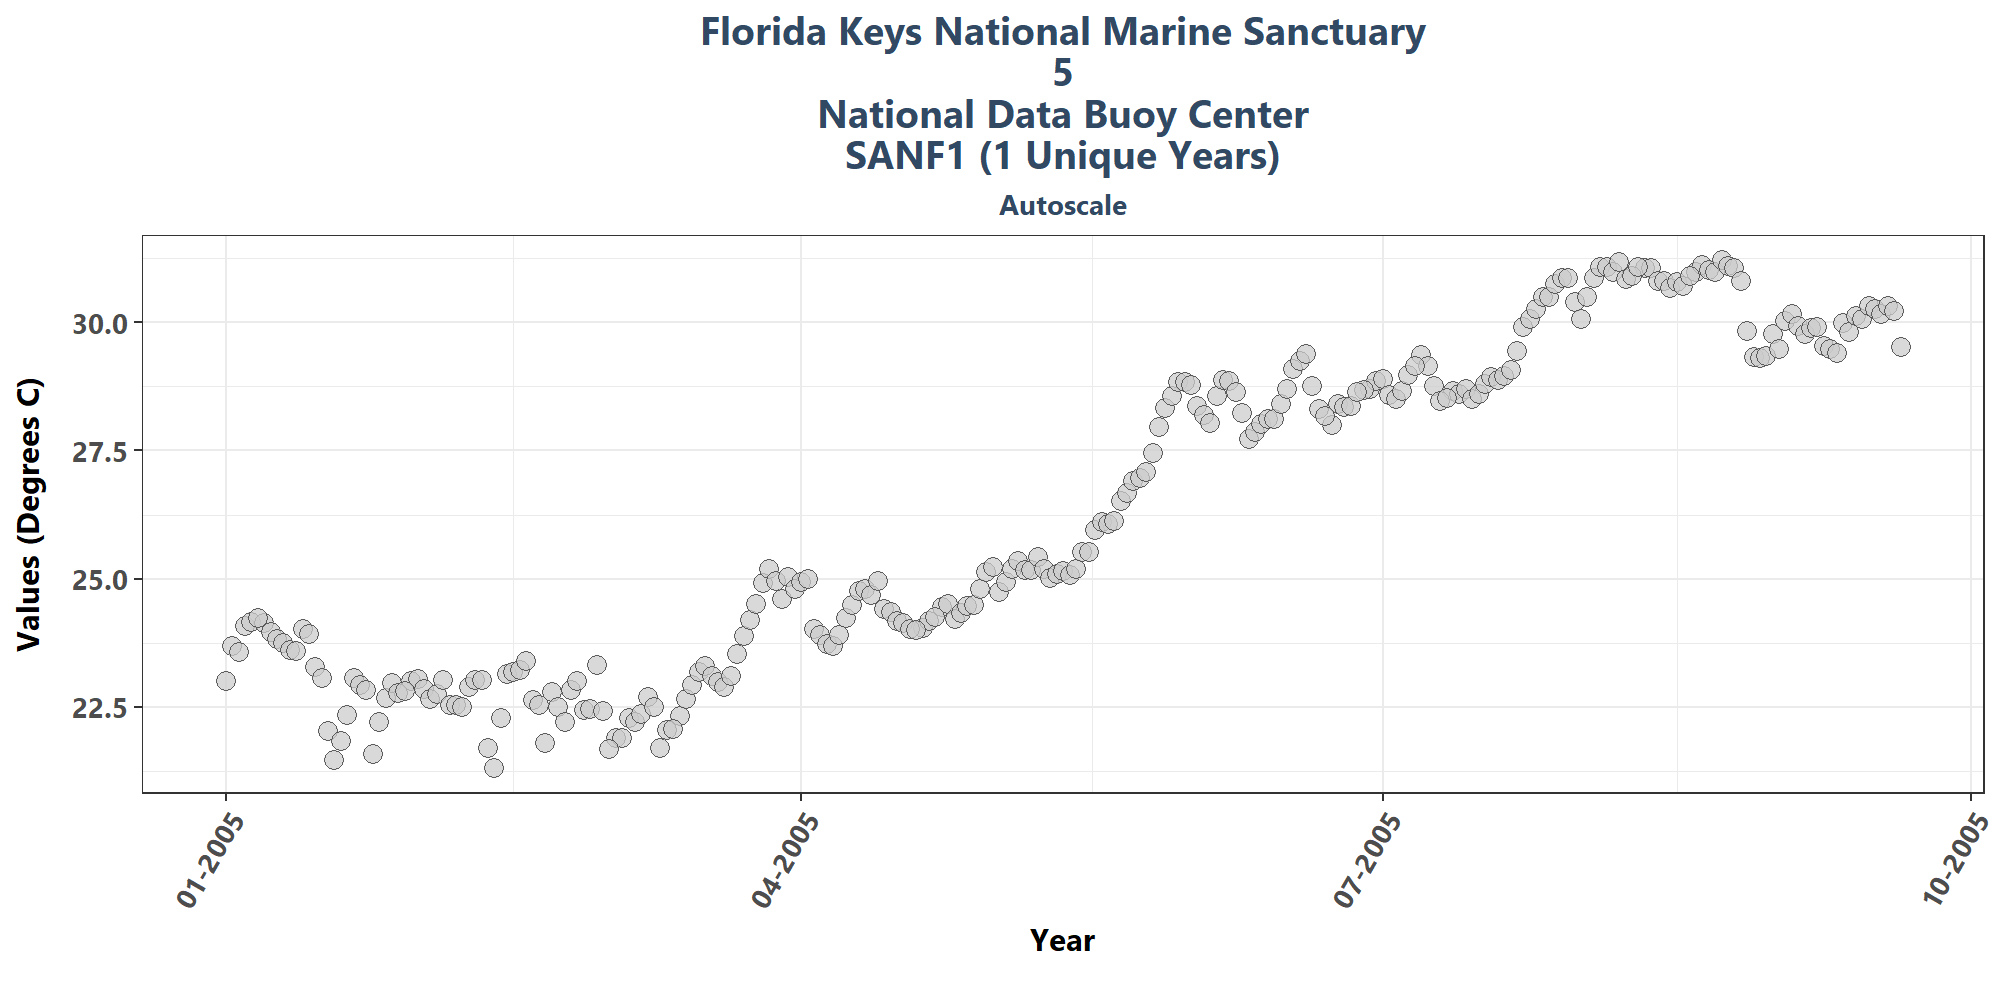 Florida Keys National Marine Sanctuary
5
National Data Buoy Center
SANF1 (1 Unique Years)
Autoscale
Values (Degrees C)
30.0
27.5
25.0
22.5
01-2005
04-2005
07-2005
10-2005
Year